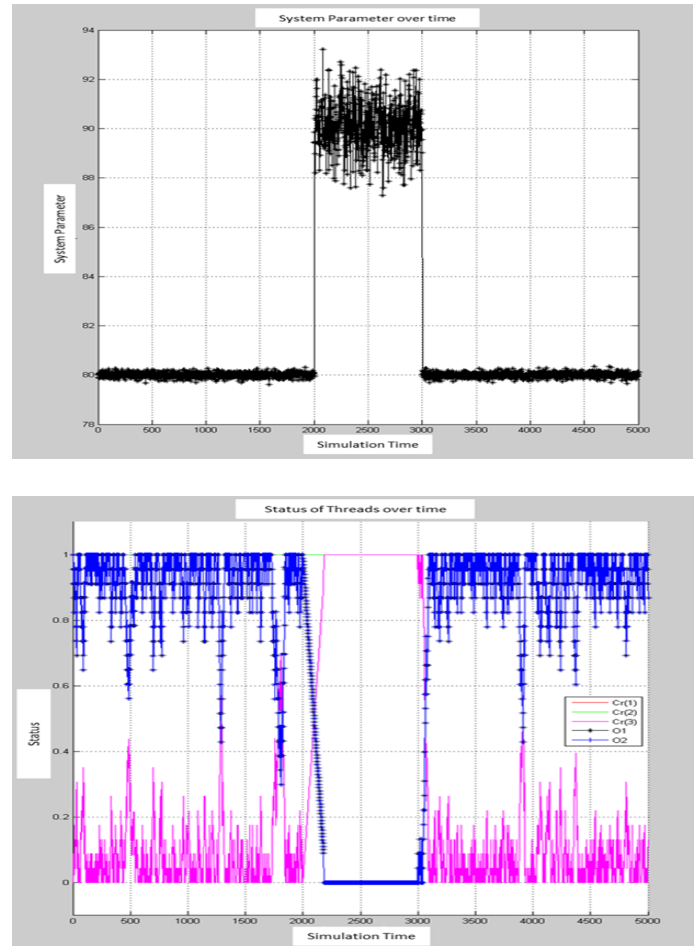 System Parameter over time
94
92
90
88
86
84
82
80
78
System Parameter
0 500 1000 1500 2000 2500 3000 3500 4000 4500 5000
Simulation Time
Status of Threads over time
1
0.8
0.6
0.4
0.2
0
Status
Cr(1)
Cr(2)
Cr(3)
O1
O2
0 500 1000 1500 2000 2500 3000 3500 4000 4500 5000
Simulation Time